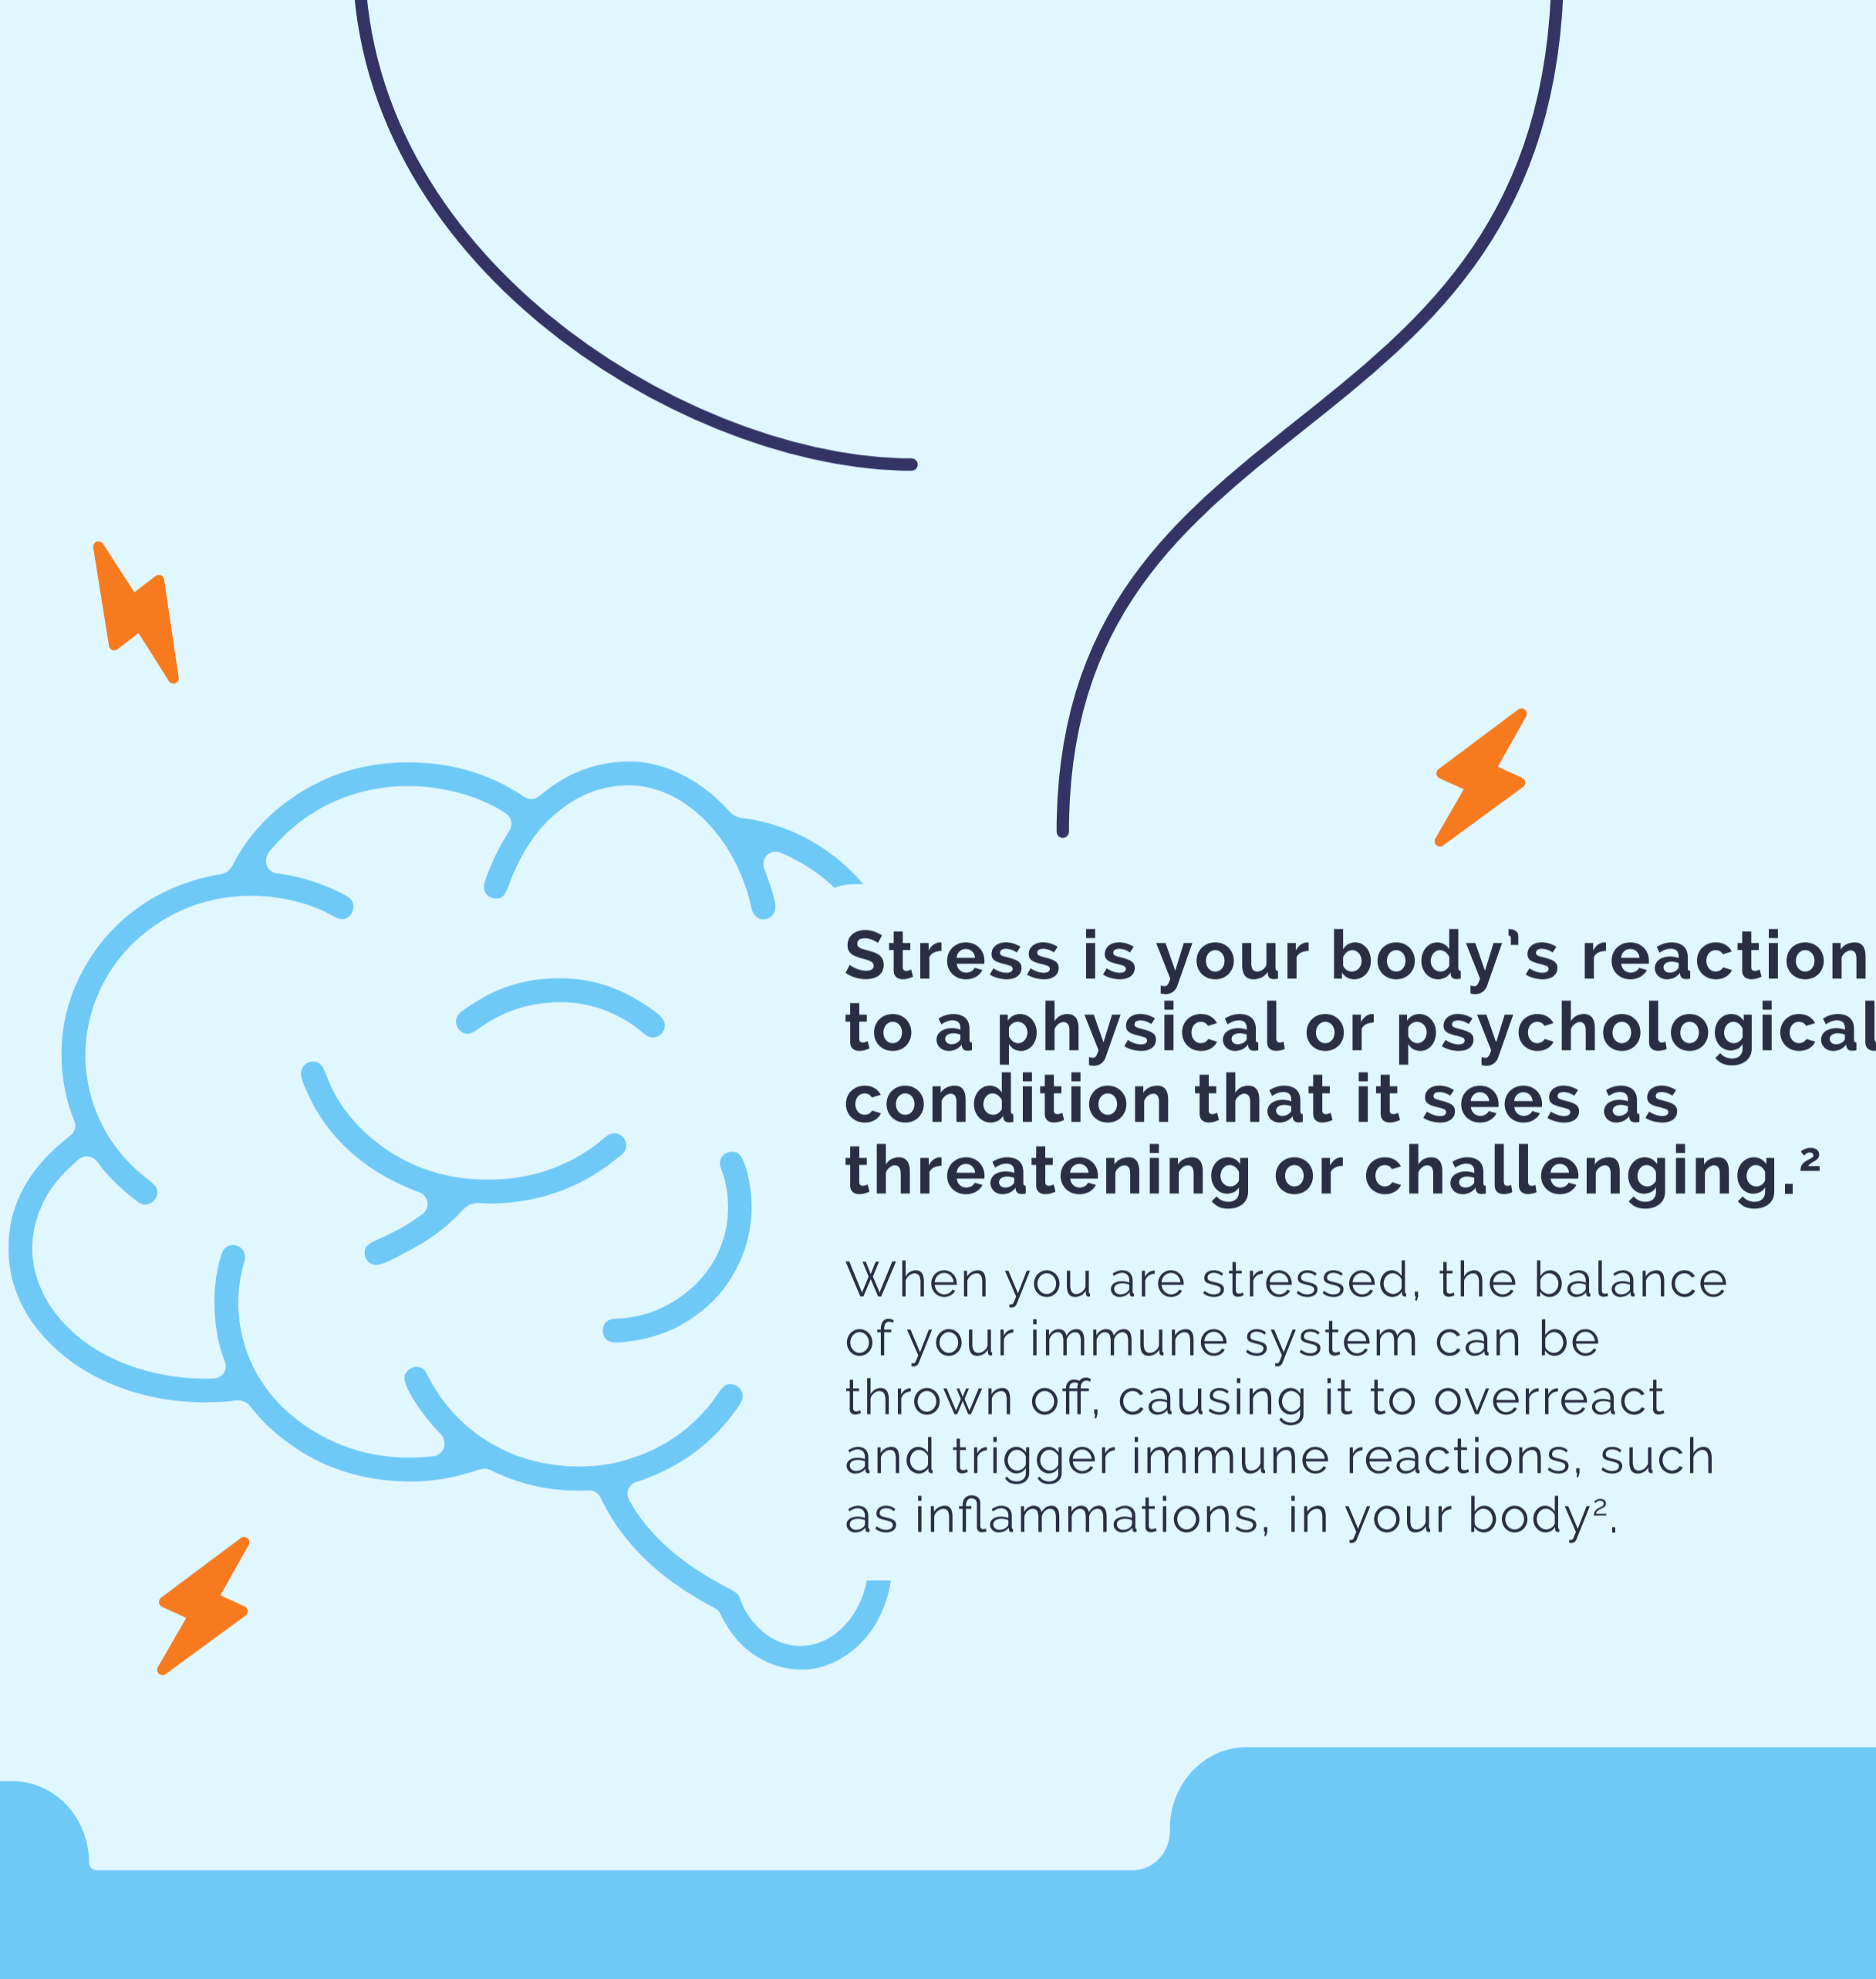 Stress is your body’s reaction
to a physical or psychological
condition that it sees as
threatening or challenging.²
When you are stressed, the balance
of your immune system can be
thrown off, causing it to overreact
and trigger immune reactions, such
as inflammations, in your body².